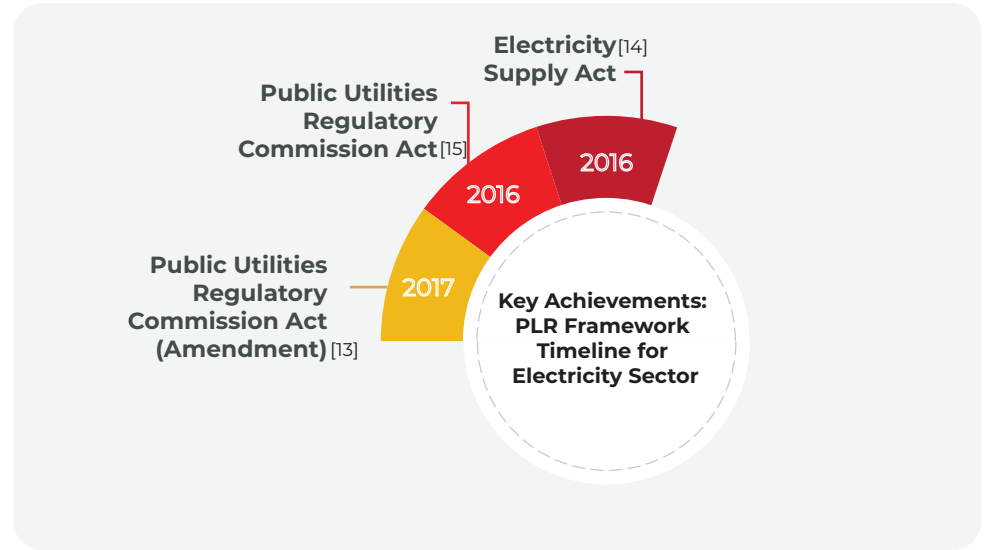 Electricity[14]
Supply Act
2016
Public Utilities
Regulatory
Commission Act[15]
2016
Public Utilities
Regulatory
Commission Act
(Amendment)[13]
2017
Key Achievements:
PLR Framework
Timeline for
Electricity Sector